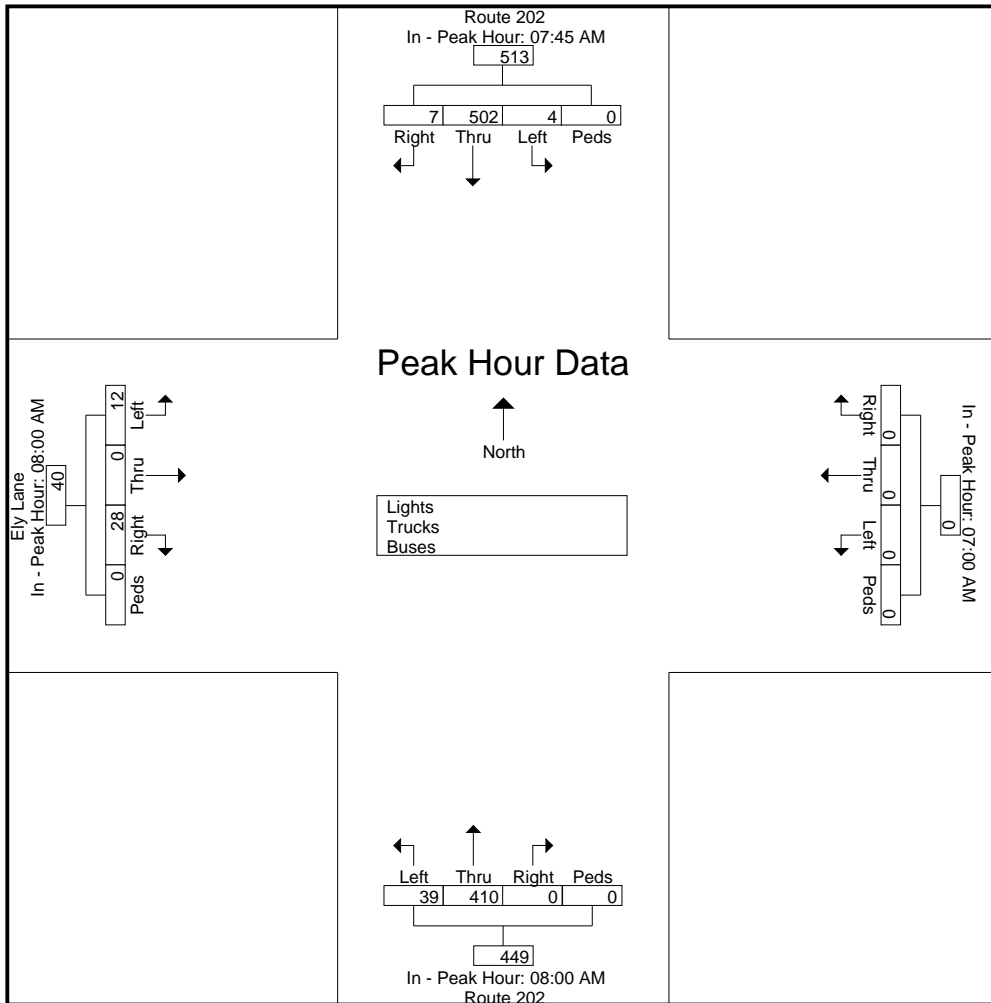 Route 202
In - Peak Hour: 07:45 AM
513
7 502 4 0
Right Thru Left Peds
Peak Hour Data
North
Lights
Trucks
Buses
Ely Lane
In - Peak Hour: 08:00 AM
40
12 0 28 0
Left Thru Right Peds
In - Peak Hour: 07:00 AM
0
0 0 0 0
Right Thru Left Peds
Left Thru Right Peds
39 410 0 0
449
In - Peak Hour: 08:00 AM
Route 202